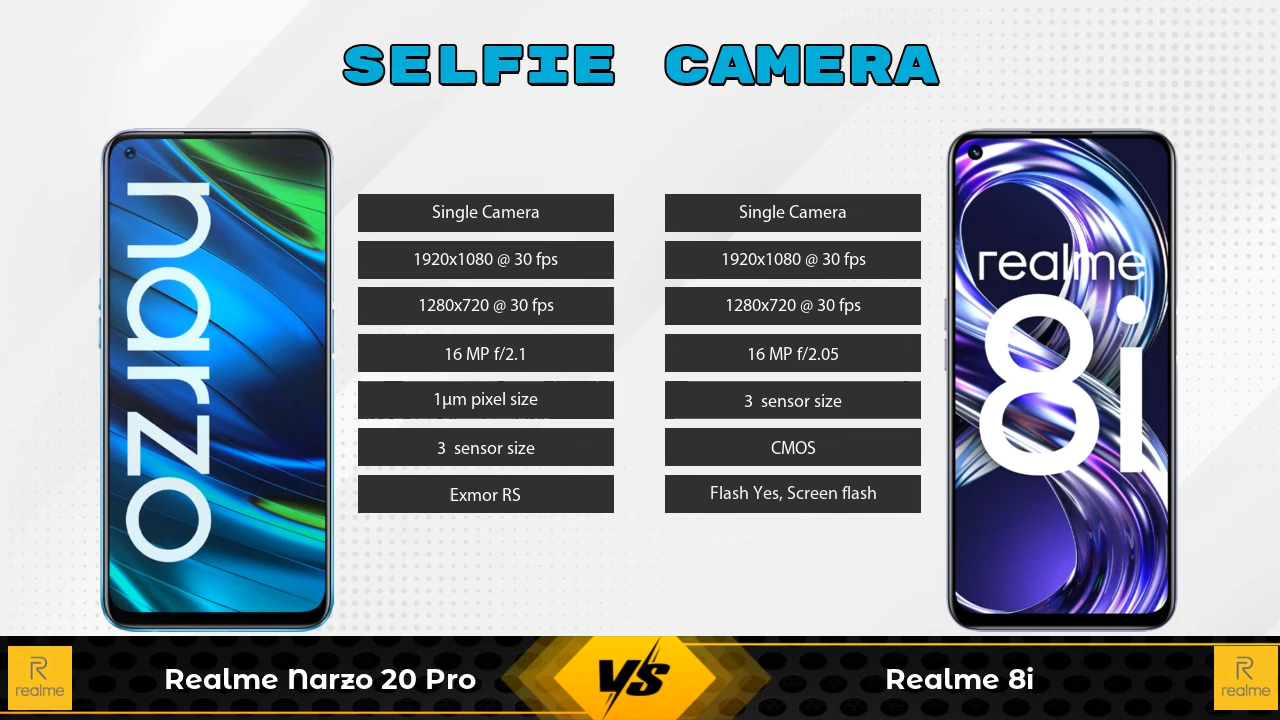 SELFIE CAMERA
narzo
Single Camera
1920x1080 @ 30 fps
1280x720 @ 30 fps
16 MP f/2.1
1µm pixel size
3 sensor size
Exmor RS
Single Camera
1920x1080 @ 30 fps
1280x720 @ 30 fps
16 MP f/2.05
3 sensor size
CMOS
Flash Yes, Screen flash
realme
8i
R
realme
Realme Narzo 20 Pro
VS
Realme 8i
R
realme